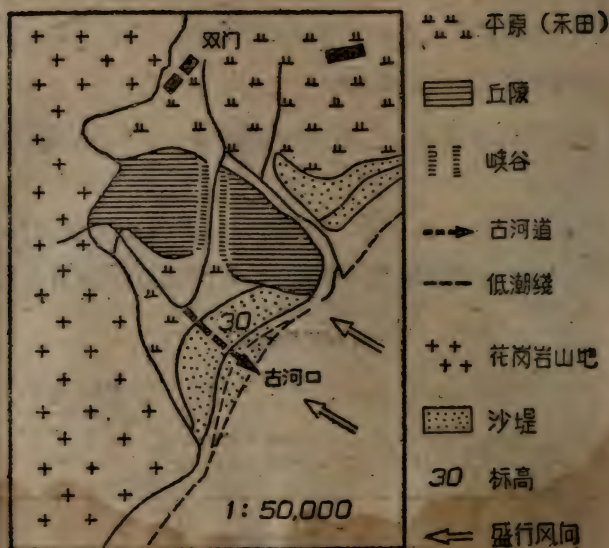 双门
30
古河口
1:50,000
平原(禾田)
丘陵
峡谷
古河道
低潮綫
花岗岩山地
沙堤
30 标高
盛行风向